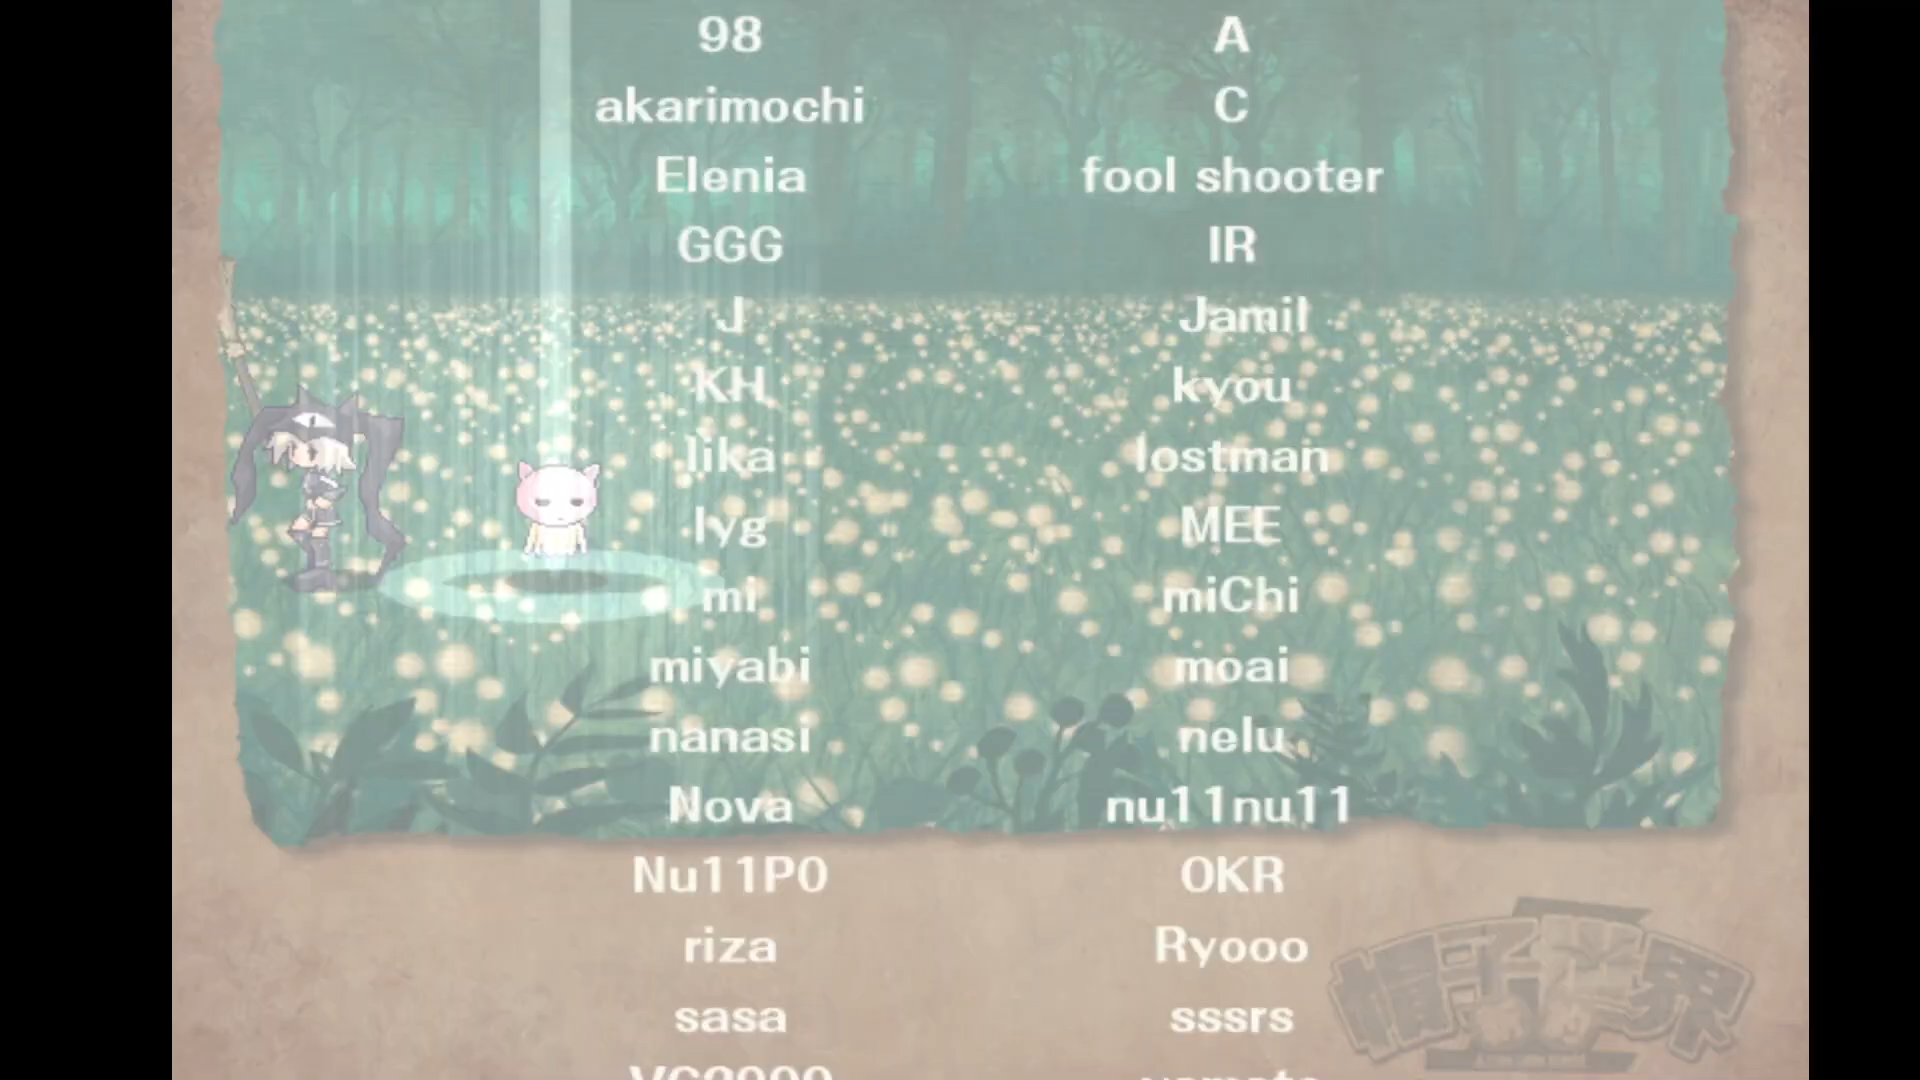 98 A
akarimochi C
Elenia fool shooter
GGG IR
J Jamil
KH kyou
lika lostman
lyg MEE
mi miChi
miyabi moai
nanasi nelu
Nova nu11nu11
Nu11P0 OKR
riza Ryooo
sasa sssrs